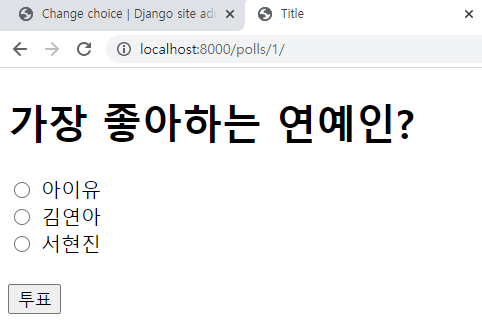 Change choice | Django site adm
Title
localhost:8000/polls/1/
가장 좋아하는 연예인?
아이유
김연아
서현진
투표